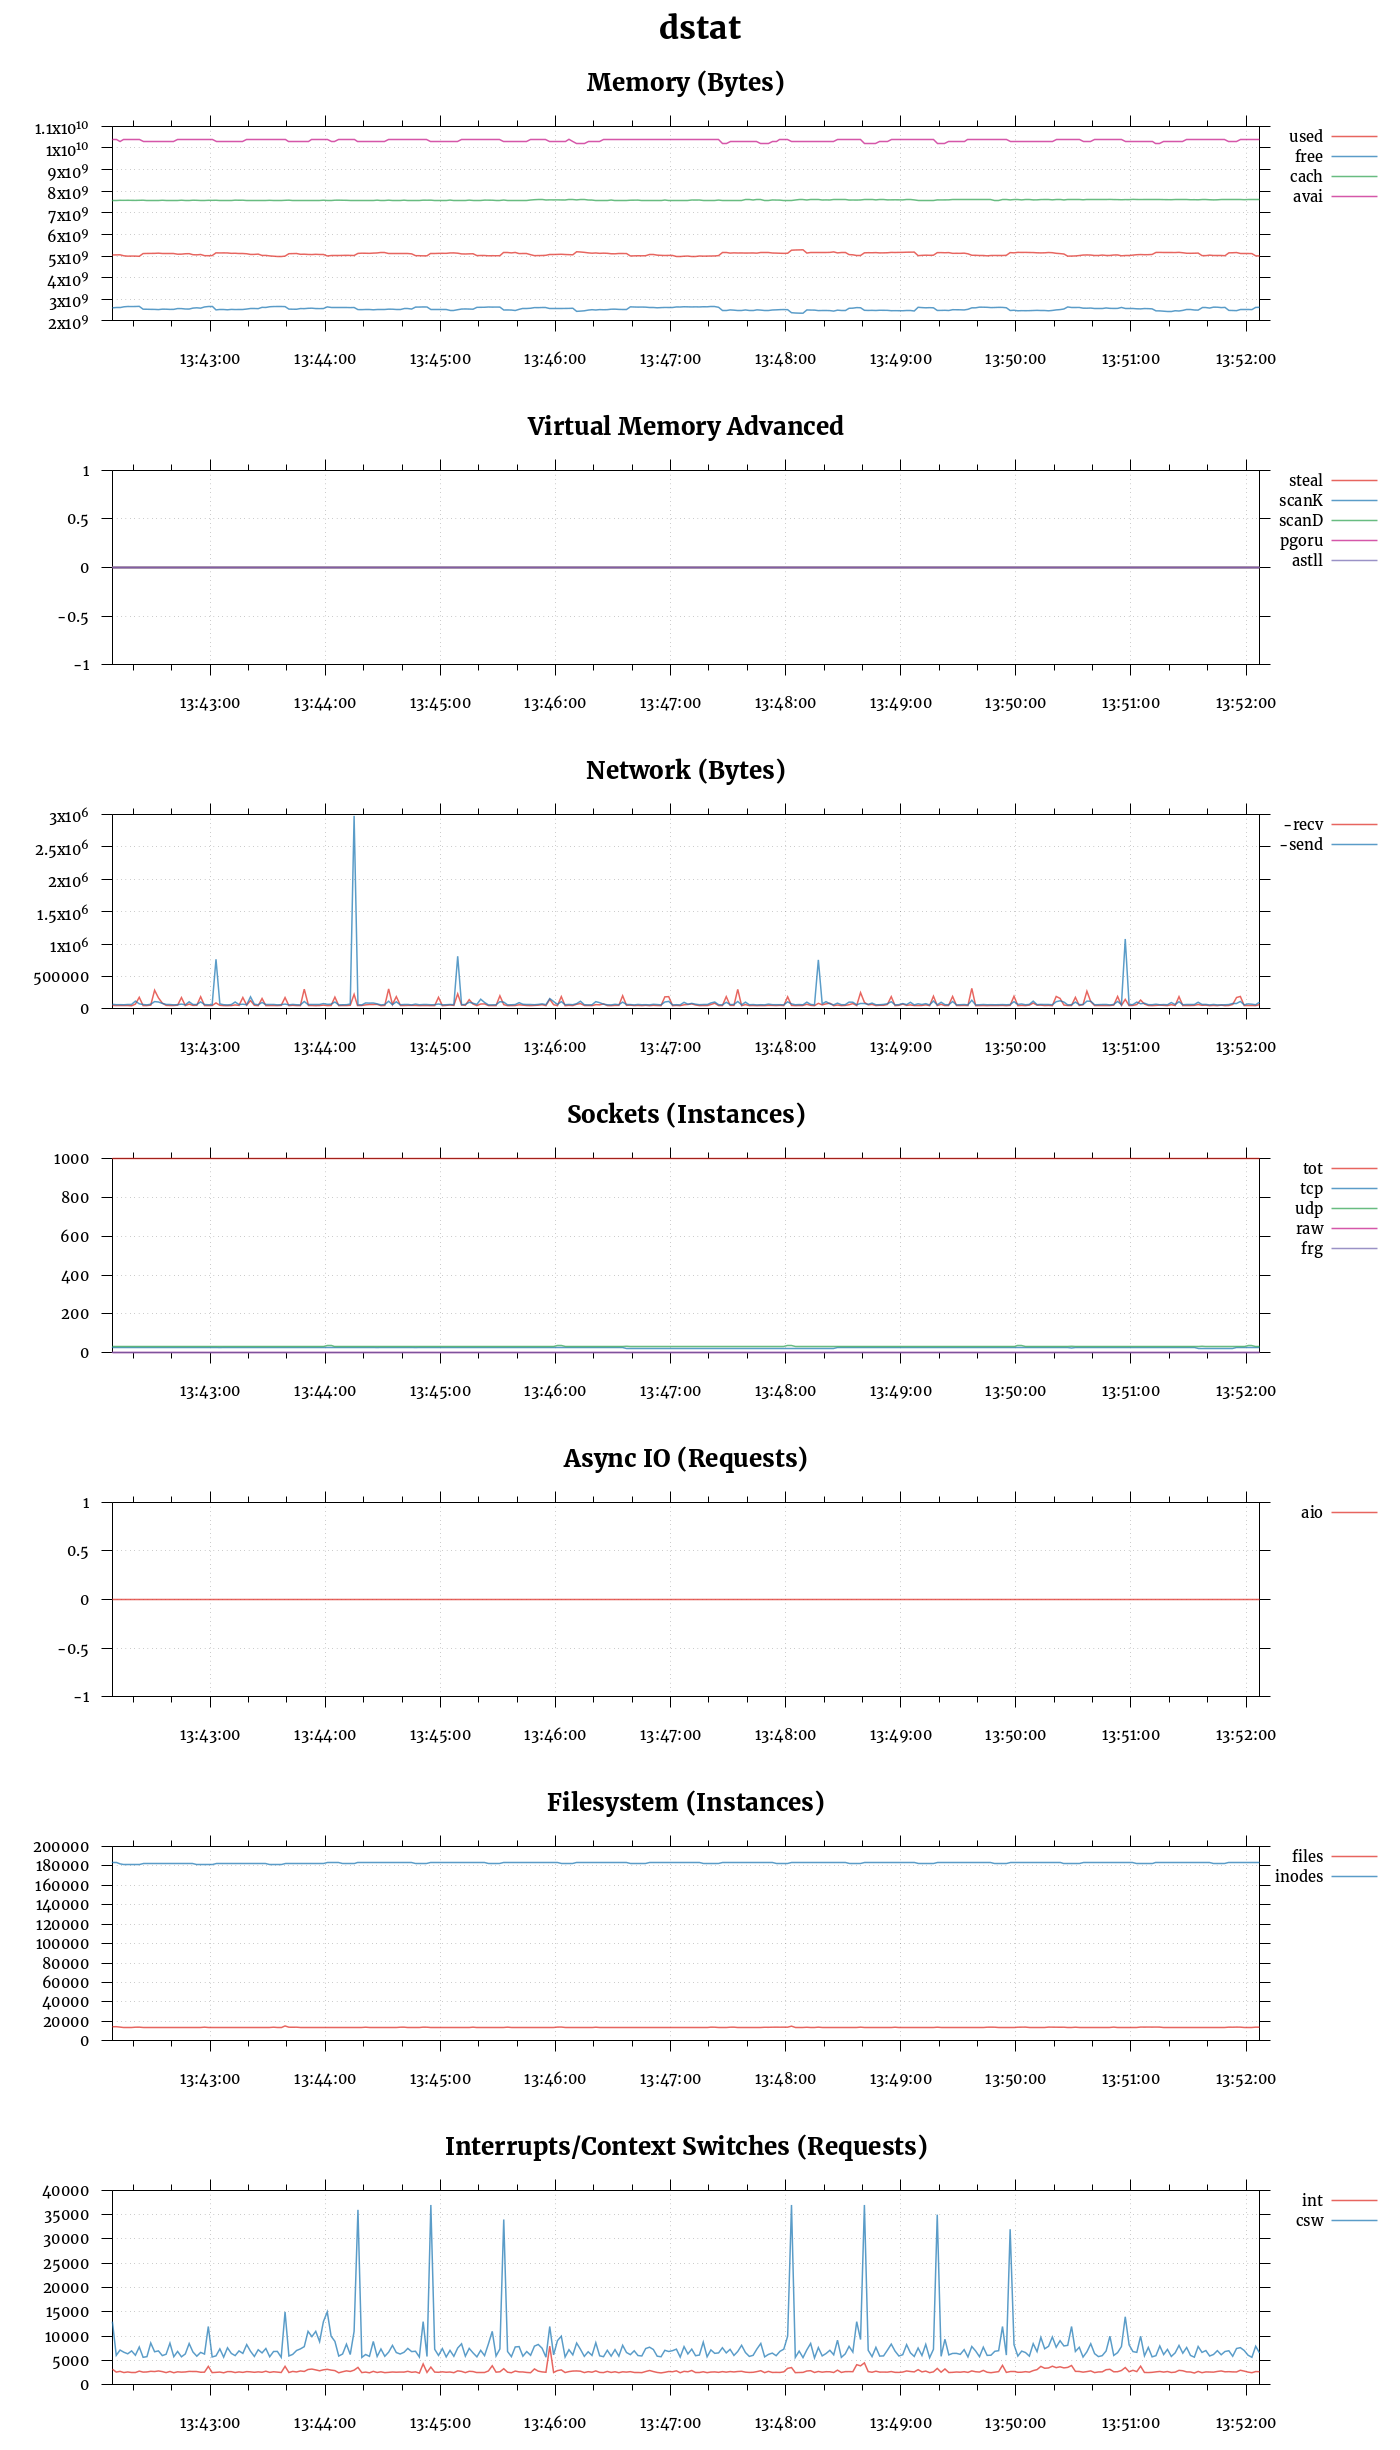 dstat
Memory (Bytes)
1.1x10^10
1x10^10
9x10^9
8x10^9
7x10^9
6x10^9
5x10^9
4x10^9
3x10^9
2x10^9
used
free
cach
avai
13:43:00 13:44:00 13:45:00 13:46:00 13:47:00 13:48:00 13:49:00 13:50:00 13:51:00 13:52:00
Virtual Memory Advanced
1
0.5
0
-0.5
-1
steal
scanK
scanD
pgoru
astll
13:43:00 13:44:00 13:45:00 13:46:00 13:47:00 13:48:00 13:49:00 13:50:00 13:51:00 13:52:00
Network (Bytes)
3x10^6
2.5x10^6
2x10^6
1.5x10^6
1x10^6
500000
0
-recv
-send
13:43:00 13:44:00 13:45:00 13:46:00 13:47:00 13:48:00 13:49:00 13:50:00 13:51:00 13:52:00
Sockets (Instances)
1000
800
600
400
200
0
tot
tcp
udp
raw
frg
13:43:00 13:44:00 13:45:00 13:46:00 13:47:00 13:48:00 13:49:00 13:50:00 13:51:00 13:52:00
Async IO (Requests)
1
0.5
0
-0.5
-1
aio
13:43:00 13:44:00 13:45:00 13:46:00 13:47:00 13:48:00 13:49:00 13:50:00 13:51:00 13:52:00
Filesystem (Instances)
200000
180000
160000
140000
120000
100000
80000
60000
40000
20000
0
files
inodes
13:43:00 13:44:00 13:45:00 13:46:00 13:47:00 13:48:00 13:49:00 13:50:00 13:51:00 13:52:00
Interrupts/Context Switches (Requests)
40000
35000
30000
25000
20000
15000
10000
5000
0
int
csw
13:43:00 13:44:00 13:45:00 13:46:00 13:47:00 13:48:00 13:49:00 13:50:00 13:51:00 13:52:00